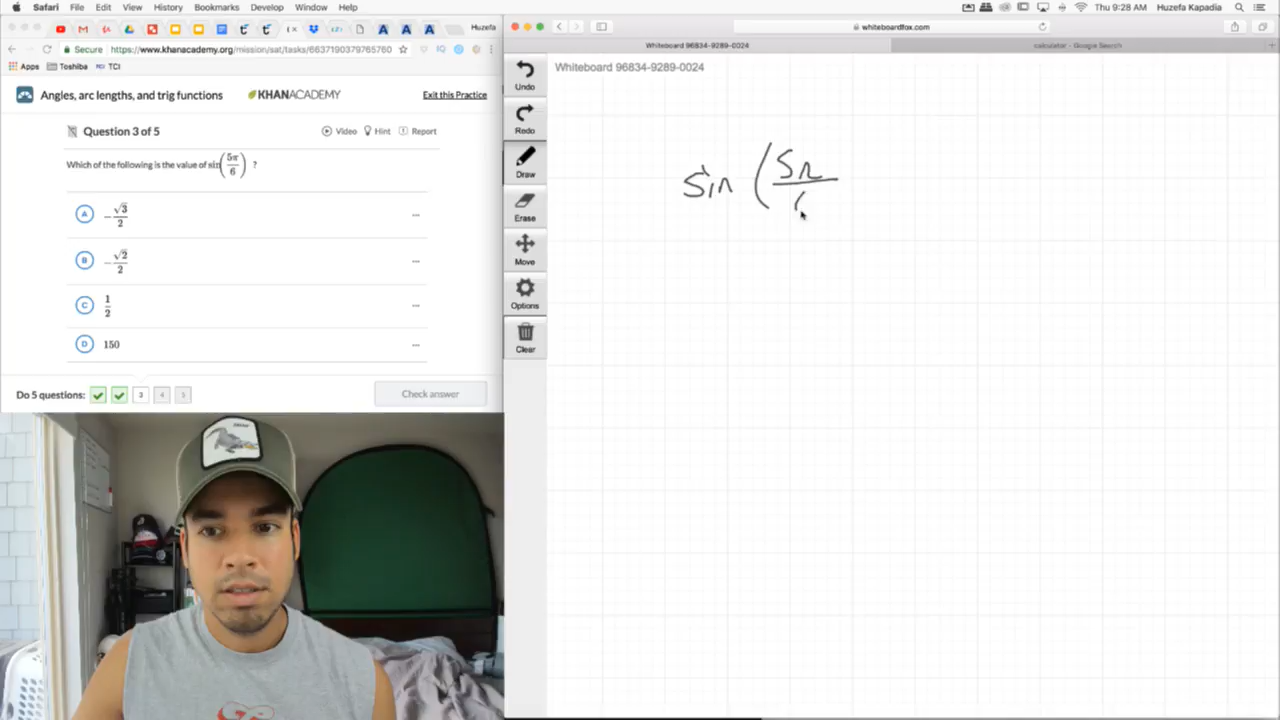 Safari File Edit View History Bookmarks Develop Window Help
Thu 9:28 AM Huzefa Kapadia
Huzefa
Secure https://www.khanacademy.org/mission/sat/tasks/6637190379765760
Apps Toshiba TCI TCI
Angles, arc lengths, and trig functions KHANACADEMY Exit this Practice
Question 3 of 5 Video Hint Report
Which of the following is the value of sin(5π/6) ?
A -√3/2
B -√2/2
C 1/2
D 150
Do 5 questions: 3 4 5 Check answer
whiteboardfox.com
Whiteboard 96834-9289-0024 calculator - Google Search
Whiteboard 96834-9289-0024
Undo
Redo
Draw
Erase
Move
Options
Clear
sin (5π/6